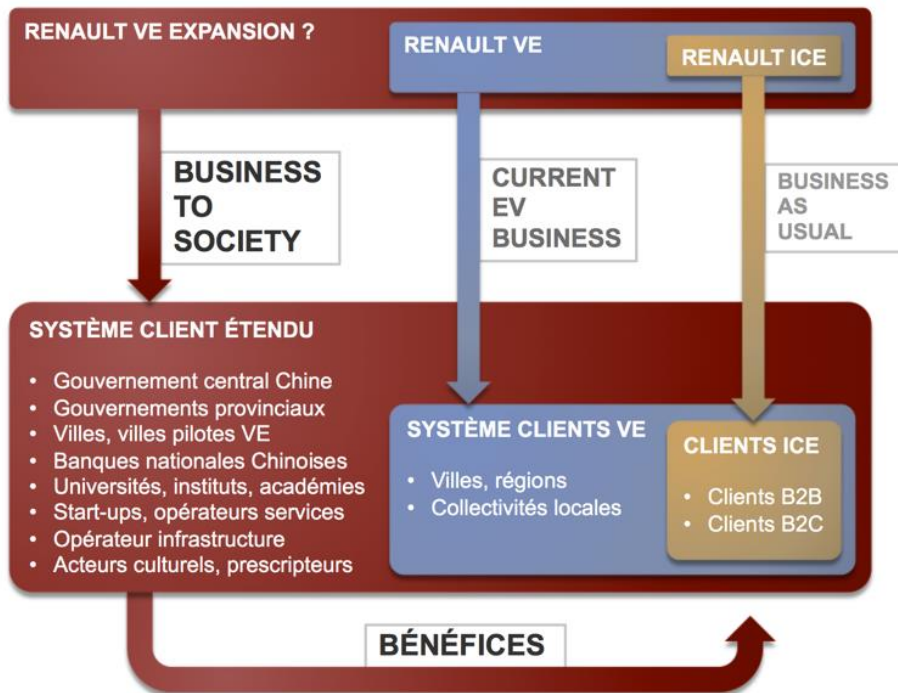 RENAULT VE EXPANSION ?
RENAULT VE
RENAULT ICE
BUSINESS
TO
SOCIETY
CURRENT
EV
BUSINESS
BUSINESS
AS
USUAL
SYSTÈME CLIENT ÉTENDU
• Gouvernement central Chine
• Gouvernements provinciaux
• Villes, villes pilotes VE
• Banques nationales Chinoises
• Universités, instituts, académies
• Start-ups, opérateurs services
• Opérateur infrastructure
• Acteurs culturels, prescripteurs
SYSTÈME CLIENTS VE
• Villes, régions
• Collectivités locales
CLIENTS ICE
• Clients B2B
• Clients B2C
BÉNÉFICES